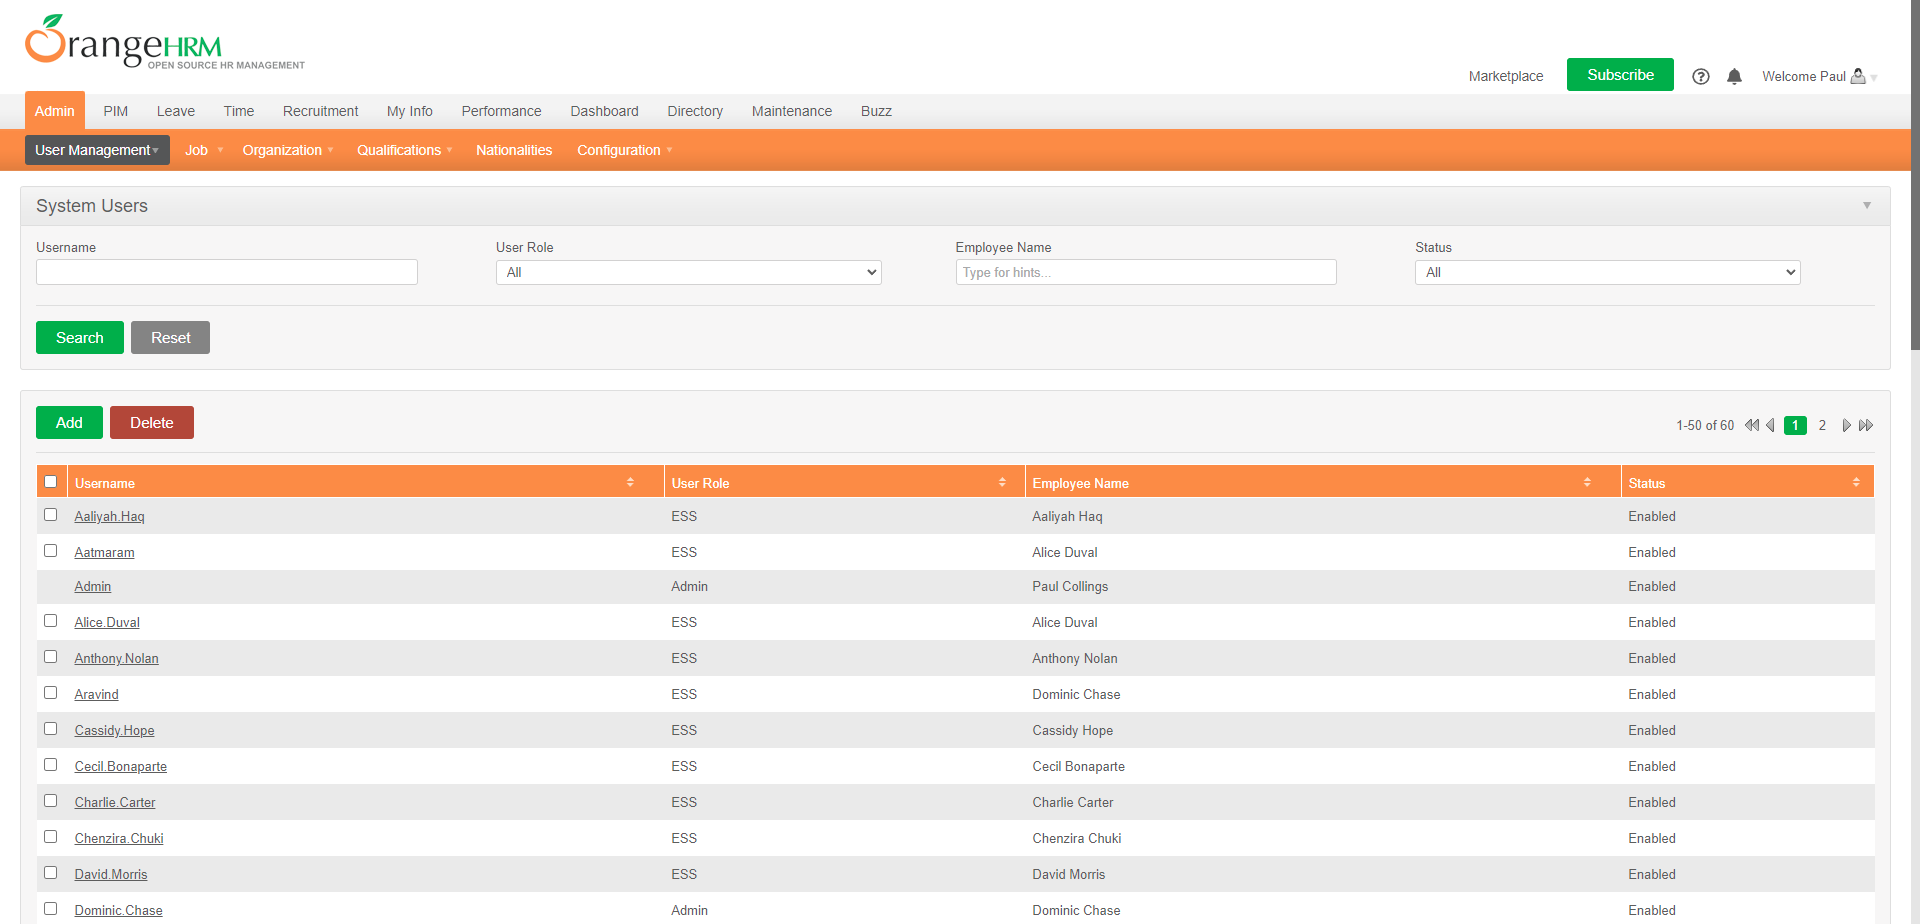 OrangeHRM
OPEN SOURCE HR MANAGEMENT
Marketplace Subscribe Welcome Paul
Admin PIM Leave Time Recruitment My Info Performance Dashboard Directory Maintenance Buzz
User Management Job Organization Qualifications Nationalities Configuration
System Users
Username User Role Employee Name Status
All Type for hints... All
Search Reset
Add Delete 1-50 of 60 1 2
Username User Role Employee Name Status
Aaliyah.Haq ESS Aaliyah Haq Enabled
Aatmaram ESS Alice Duval Enabled
Admin Admin Paul Collings Enabled
Alice.Duval ESS Alice Duval Enabled
Anthony.Nolan ESS Anthony Nolan Enabled
Aravind ESS Dominic Chase Enabled
Cassidy.Hope ESS Cassidy Hope Enabled
Cecil.Bonaparte ESS Cecil Bonaparte Enabled
Charlie.Carter ESS Charlie Carter Enabled
Chenzira.Chuki ESS Chenzira Chuki Enabled
David.Morris ESS David Morris Enabled
Dominic.Chase Admin Dominic Chase Enabled